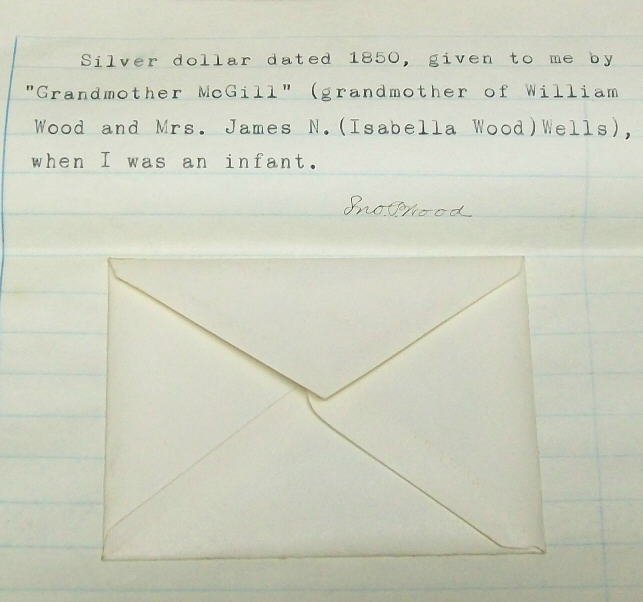 Silver dollar dated 1850, given to me by
"Grandmother McGill" (grandmother of William
Wood and Mrs. James N.(Isabella Wood)Wells),
when I was an infant.
Jno. P. Wood